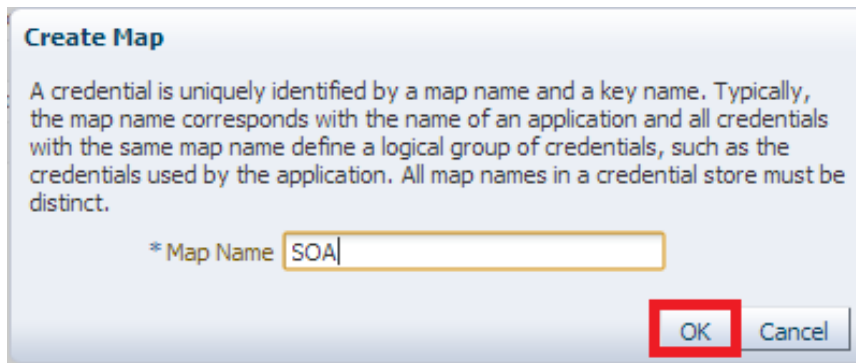 Create Map
A credential is uniquely identified by a map name and a key name. Typically,
the map name corresponds with the name of an application and all credentials
with the same map name define a logical group of credentials, such as the
credentials used by the application. All map names in a credential store must be
distinct.
* Map Name SOA
OK Cancel